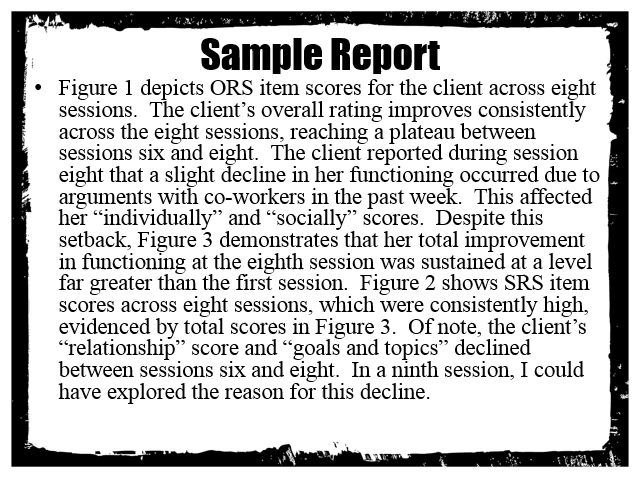 Sample Report
• Figure 1 depicts ORS item scores for the client across eight
sessions.  The client's overall rating improves consistently
across the eight sessions, reaching a plateau between
sessions six and eight.  The client reported during session
eight that a slight decline in her functioning occurred due to
arguments with co-workers in the past week.  This affected
her “individually” and “socially” scores.  Despite this
setback, Figure 3 demonstrates that her total improvement
in functioning at the eighth session was sustained at a level
far greater than the first session.  Figure 2 shows SRS item
scores across eight sessions, which were consistently high,
evidenced by total scores in Figure 3.  Of note, the client’s
“relationship” score and “goals and topics” declined
between sessions six and eight.  In a ninth session, I could
have explored the reason for this decline.